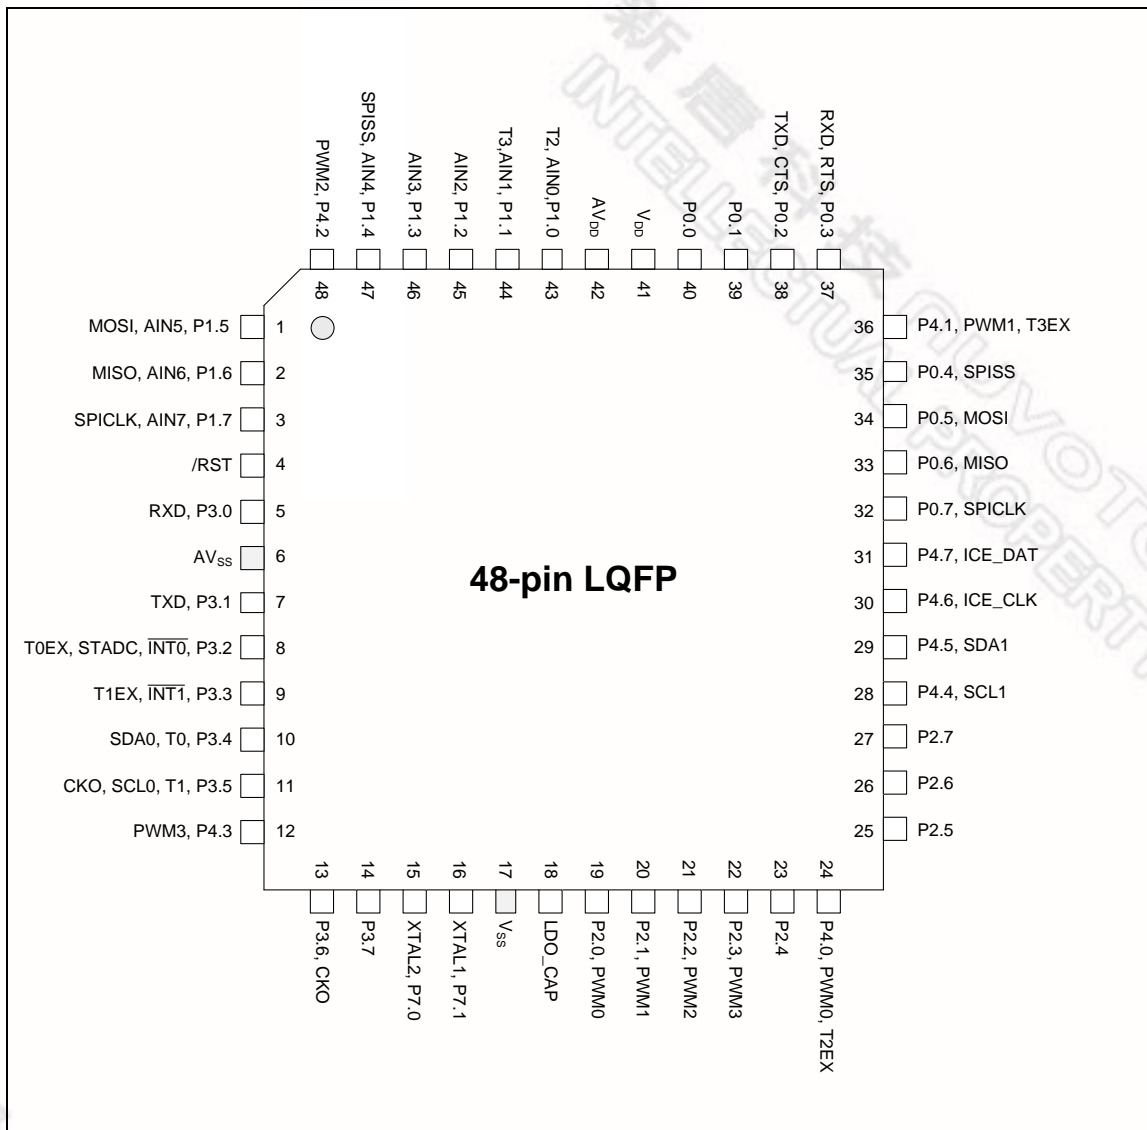 新唐科技 nuvoTon
INTELLECTUAL PROPERTY
PWM2, P4.2
SPISS, AIN4, P1.4
AIN3, P1.3
AIN2, P1.2
T3,AIN1, P1.1
T2, AIN0,P1.0
AVDD
VDD
P0.0
P0.1
TXD, CTS, P0.2
RXD, RTS, P0.3
48
47
46
45
44
43
42
41
40
39
38
37
MOSI, AIN5, P1.5 1
MISO, AIN6, P1.6 2
SPICLK, AIN7, P1.7 3
/RST 4
RXD, P3.0 5
AVSS 6
TXD, P3.1 7
T0EX, STADC, INT0, P3.2 8
T1EX, INT1, P3.3 9
SDA0, T0, P3.4 10
CKO, SCL0, T1, P3.5 11
PWM3, P4.3 12
48-pin LQFP
36 P4.1, PWM1, T3EX
35 P0.4, SPISS
34 P0.5, MOSI
33 P0.6, MISO
32 P0.7, SPICLK
31 P4.7, ICE_DAT
30 P4.6, ICE_CLK
29 P4.5, SDA1
28 P4.4, SCL1
27 P2.7
26 P2.6
25 P2.5
13
14
15
16
17
18
19
20
21
22
23
24
P3.6, CKO
P3.7
XTAL2, P7.0
XTAL1, P7.1
VSS
LDO_CAP
P2.0, PWM0
P2.1, PWM1
P2.2, PWM2
P2.3, PWM3
P2.4
P4.0, PWM0, T2EX